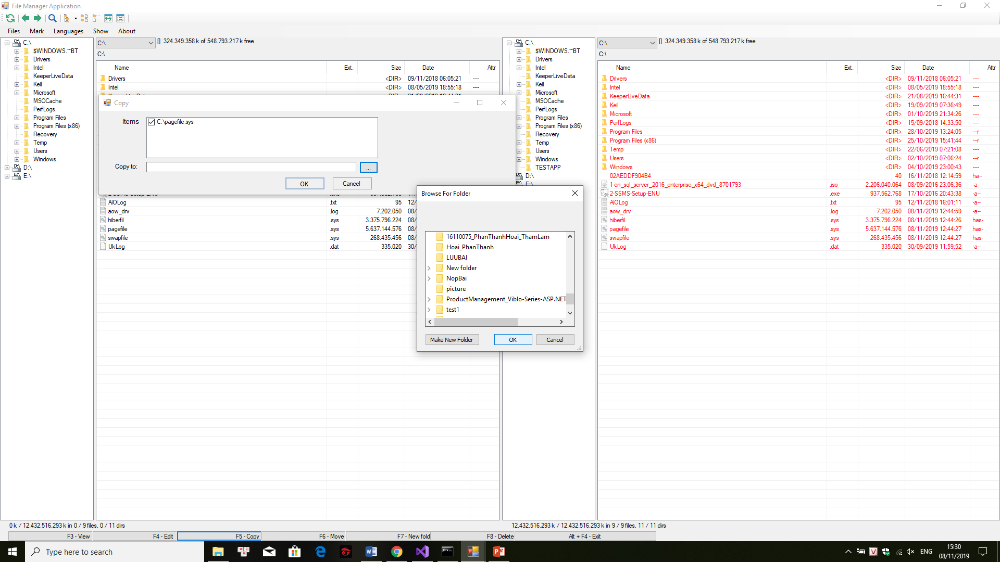 File Manager Application
Files Mark Languages Show About
C:\
$WINDOWS.~BT
Drivers
Intel
KeeperLiveData
Keil
Microsoft
MSOCache
PerfLogs
Program Files
Program Files (x86)
Recovery
Temp
Users
Windows
D:\
E:\
C:\ [] 324.349.358 k of 548.793.217 k free
C:\
Name Ext. Size Date Attr
Drivers <DIR> 09/11/2018 06:05:21 ----
Intel <DIR> 08/05/2019 18:55:18 ----
Copy
Items
C:\pagefile.sys
Copy to:
...
OK Cancel
AiOLog .txt 95 12/
aow_drv .log 7.202.050 08/
hiberfil .sys 3.375.796.224 08/
pagefile .sys 5.637.144.576 08/
swapfile .sys 268.435.456 08/
UkLog .dat 335.020 30/
C:\
$WINDOWS.~BT
Drivers
Intel
KeeperLiveData
Keil
Microsoft
MSOCache
PerfLogs
Program Files
Program Files (x86)
Recovery
Temp
Users
Windows
TESTAPP
D:\
E:\
Browse For Folder
16110075_PhanThanhHoai_ThamLam
Hoai_PhanThanh
LUUBAI
New folder
NopBai
picture
ProductManagement_Viblo-Series-ASP.NET
test1
Make New Folder OK Cancel
C:\ [] 324.349.358 k of 548.793.217 k free
C:\
Name Ext. Size Date Attr
Drivers <DIR> 09/11/2018 06:05:21 ----
Intel <DIR> 08/05/2019 18:55:18 ----
KeeperLiveData <DIR> 21/08/2019 16:44:31 ----
Keil <DIR> 19/09/2019 07:36:49 ----
Microsoft <DIR> 01/10/2019 21:34:26 ----
PerfLogs <DIR> 15/09/2018 14:33:50 ----
Program Files <DIR> 28/10/2019 13:24:05 ---r
Program Files (x86) <DIR> 25/10/2019 15:41:44 ---r
Temp <DIR> 22/06/2019 07:21:08 ----
Users <DIR> 02/10/2019 07:06:24 ---r
Windows <DIR> 04/10/2019 23:00:43 ----
02AEDDF904B4 40 16/11/2018 12:14:59 ha--
1-en_sql_server_2016_enterprise_x64_dvd_8701793 .iso 2.206.040.064 08/09/2016 23:06:36 -a--
2-SSMS-Setup-ENU .exe 937.562.768 17/10/2016 20:43:38 -a--
AiOLog .txt 95 12/11/2018 16:01:11 -a--
aow_drv .log 7.202.050 08/11/2019 12:44:59 -a--
hiberfil .sys 3.375.796.224 08/11/2019 12:44:26 has-
pagefile .sys 5.637.144.576 08/11/2019 12:44:27 has-
swapfile .sys 268.435.456 08/11/2019 12:44:27 has-
UkLog .dat 335.020 30/09/2019 11:59:52 -a--
0 k / 12.432.516.293 k in 0 / 9 files, 0 / 11 dirs
12.432.516.293 k / 12.432.516.293 k in 9 / 9 files, 11 / 11 dirs
F3 - View F4 - Edit F5 - Copy F6 - Move F7 - New fold F8 - Delete Alt + F4 - Exit
Type here to search
ENG
15:30
08/11/2019